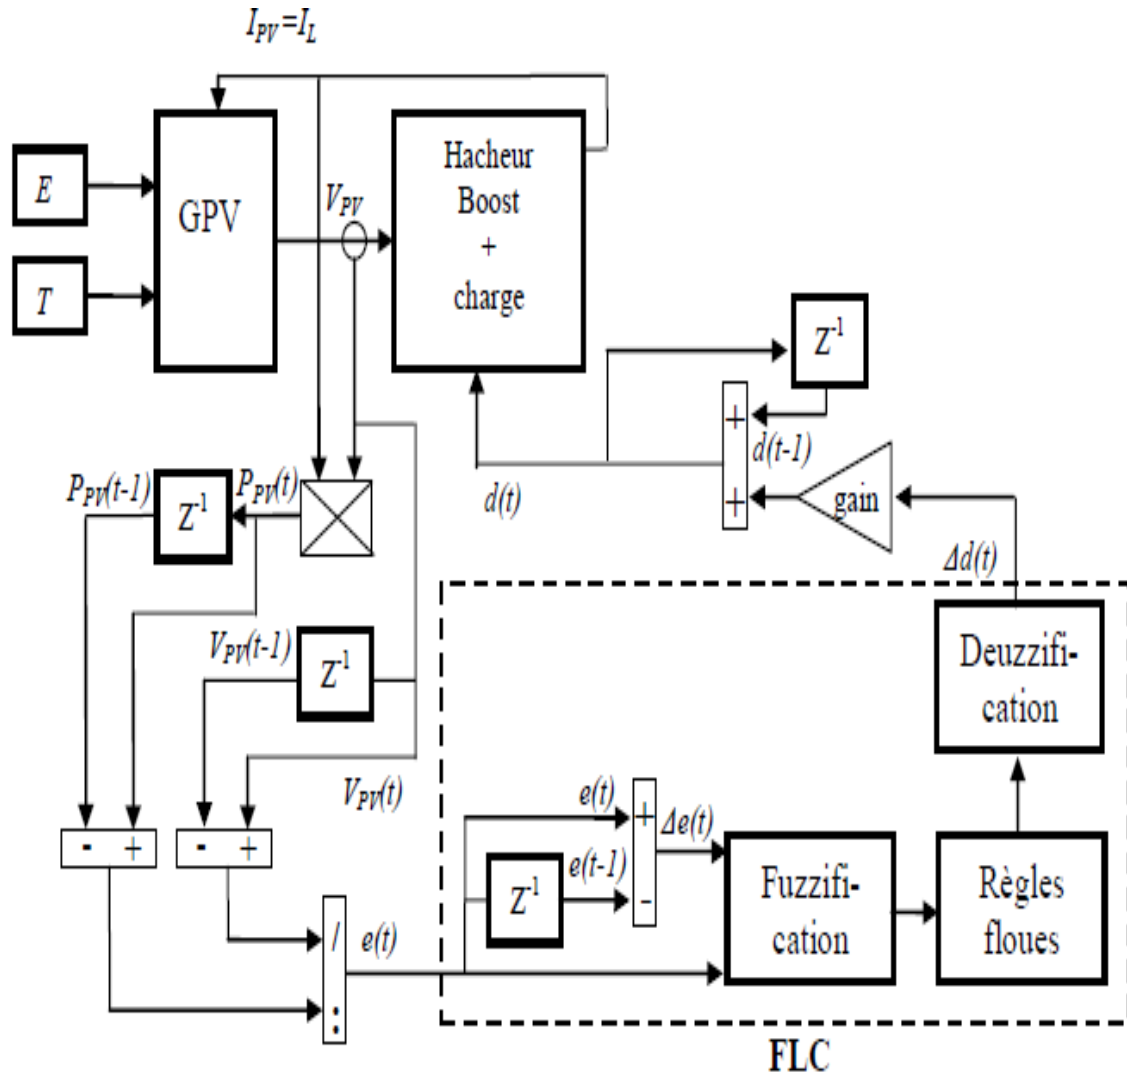 I_PV=I_L
E
T
GPV
V_PV
Hacheur
Boost
+
charge
Z^-1
+
d(t-1)
+
gain
d(t)
Δd(t)
P_PV(t-1)
Z^-1
P_PV(t)
V_PV(t-1)
Z^-1
V_PV(t)
- +
- +
/
:
e(t)
e(t)
+
Δe(t)
Z^-1
e(t-1)
-
Fuzzifi-
cation
Règles
floues
Deuzzifi-
cation
FLC